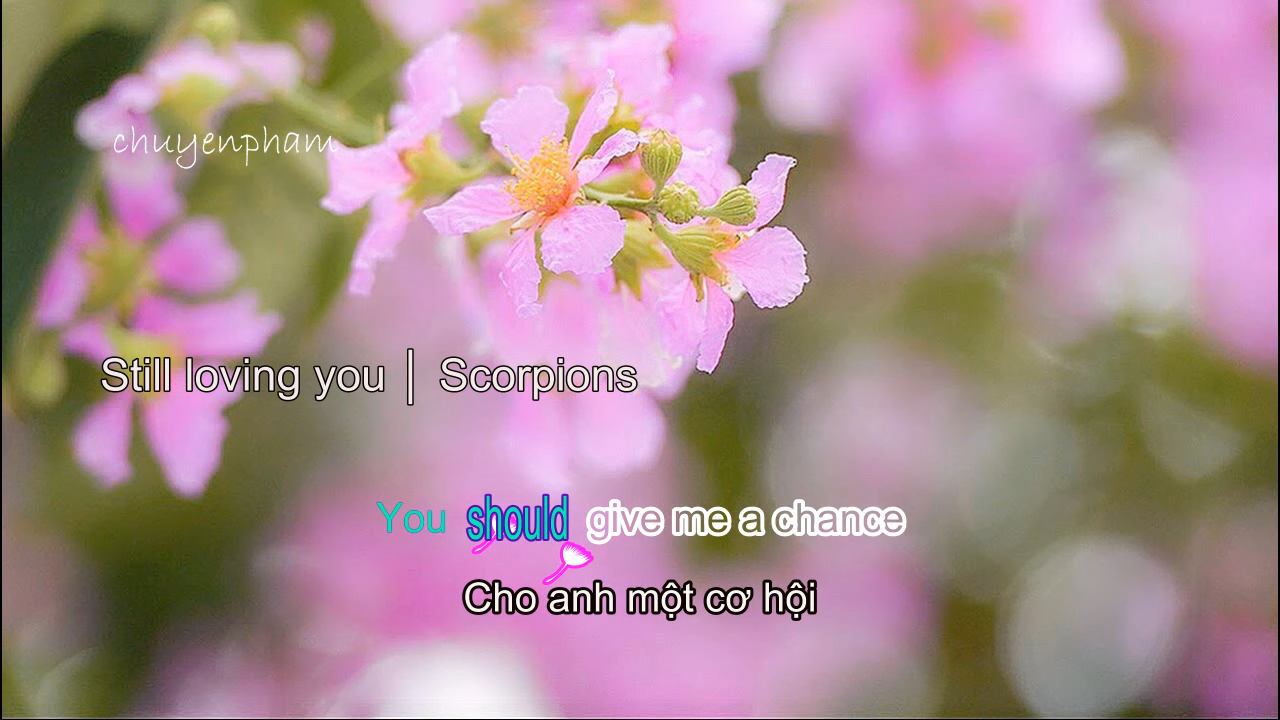 chuyenpham
Still loving you | Scorpions
You should give me a chance
Cho anh một cơ hội